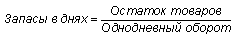 Запасы в днях = Остаток товаров
Однодневный оборот